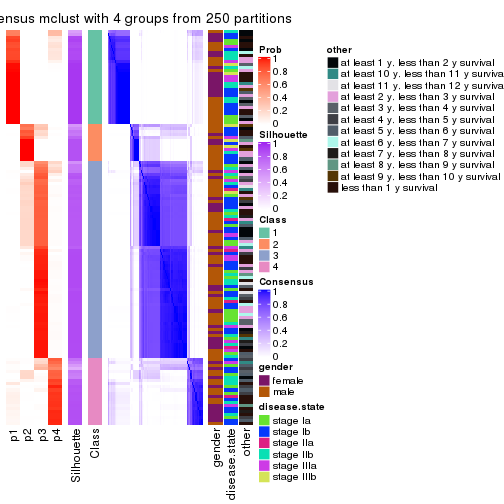 ensus mclust with 4 groups from 250 partitions
Prob
1
0.8
0.6
0.4
0.2
0
Silhouette
1
0.8
0.6
0.4
0.2
0
Class
1
2
3
4
Consensus
1
0.8
0.6
0.4
0.2
0
gender
female
male
disease.state
stage Ia
stage Ib
stage IIa
stage IIb
stage IIIa
stage IIIb
other
at least 1 y. less than 2 y survival
at least 10 y. less than 11 y surviva
at least 11 y. less than 12 y surviva
at least 2 y. less than 3 y survival
at least 3 y. less than 4 y survival
at least 4 y. less than 5 y survival
at least 5 y. less than 6 y survival
at least 6 y. less than 7 y survival
at least 7 y. less than 8 y survival
at least 8 y. less than 9 y survival
at least 9 y. less than 10 y survival
less than 1 y survival
p1
p2
p3
p4
Silhouette
Class
gender
disease.state
other